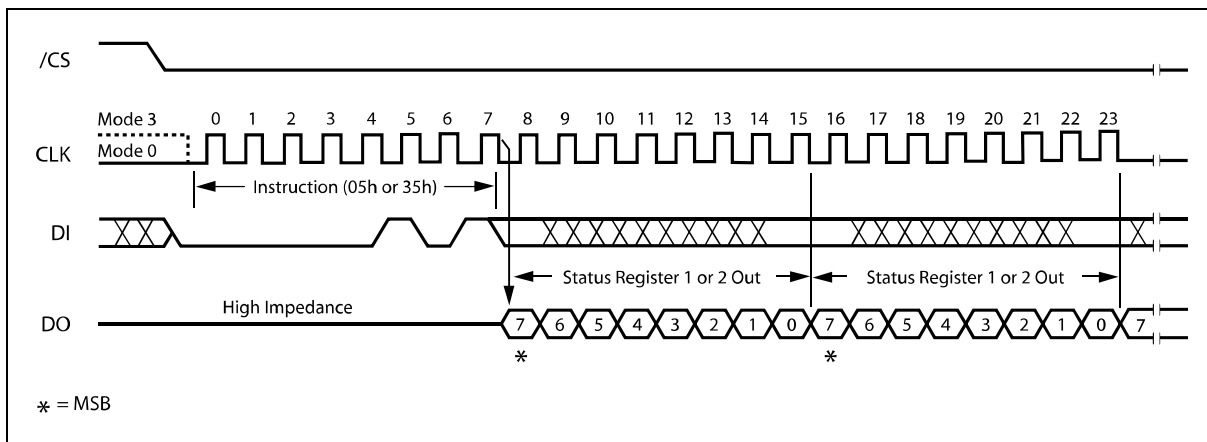 /CS
Mode 3
0 1 2 3 4 5 6 7 8 9 10 11 12 13 14 15 16 17 18 19 20 21 22 23
CLK
Mode 0
Instruction (05h or 35h)
DI
Status Register 1 or 2 Out Status Register 1 or 2 Out
High Impedance
DO
7 6 5 4 3 2 1 0 7 6 5 4 3 2 1 0 7
* *
* = MSB